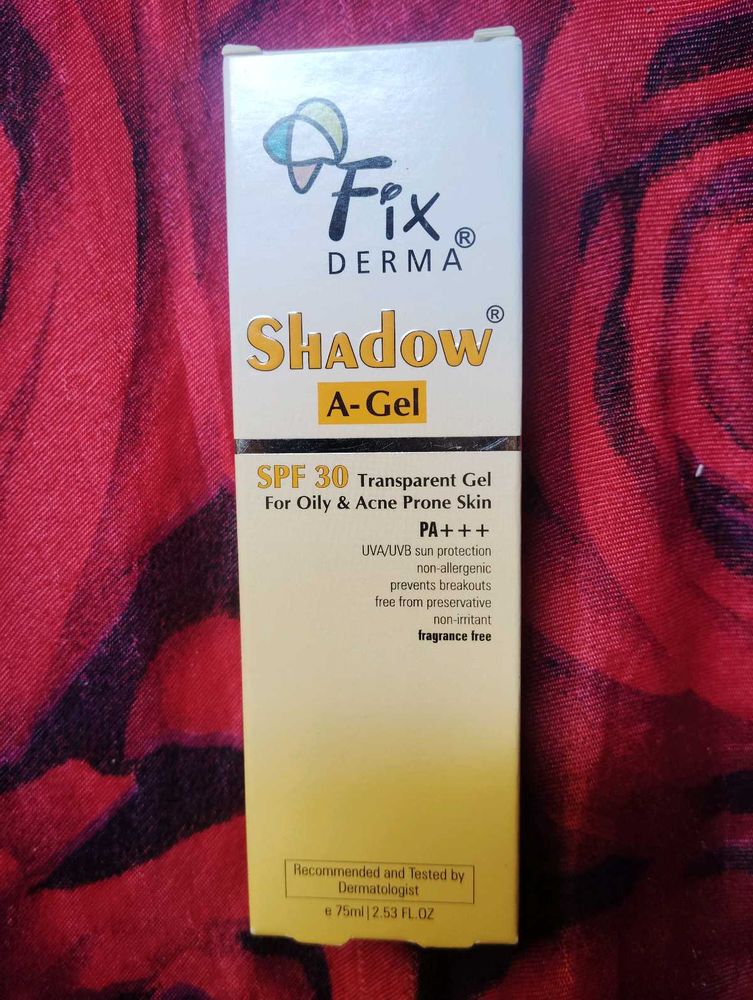 Fix
DERMA®
Shadow®
A-Gel
SPF 30 Transparent Gel
For Oily & Acne Prone Skin
PA+++
UVA/UVB sun protection
non-allergenic
prevents breakouts
free from preservative
non-irritant
fragrance free
Recommended and Tested by
Dermatologist
e 75ml | 2.53 FL.OZ